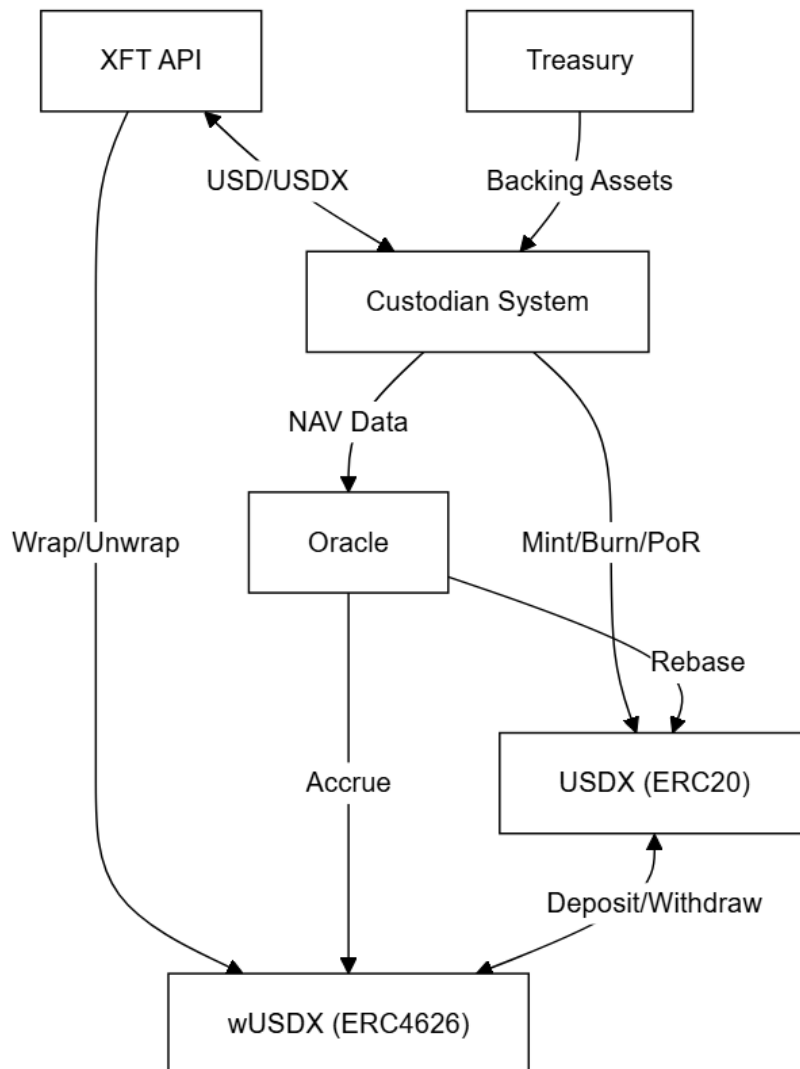 XFT API
Treasury
USD/USDX
Backing Assets
Custodian System
NAV Data
Wrap/Unwrap
Oracle
Mint/Burn/PoR
Rebase
Accrue
USDX (ERC20)
Deposit/Withdraw
wUSDX (ERC4626)